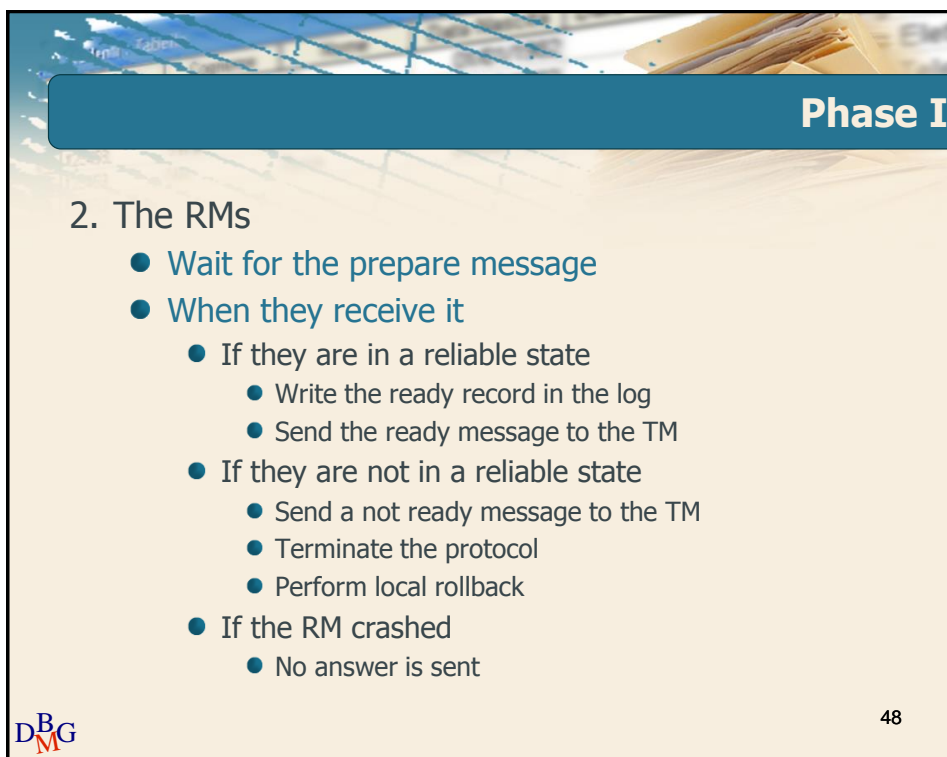 Phase I
2. The RMs
Wait for the prepare message
When they receive it
If they are in a reliable state
Write the ready record in the log
Send the ready message to the TM
If they are not in a reliable state
Send a not ready message to the TM
Terminate the protocol
Perform local rollback
If the RM crashed
No answer is sent
DBMG
48